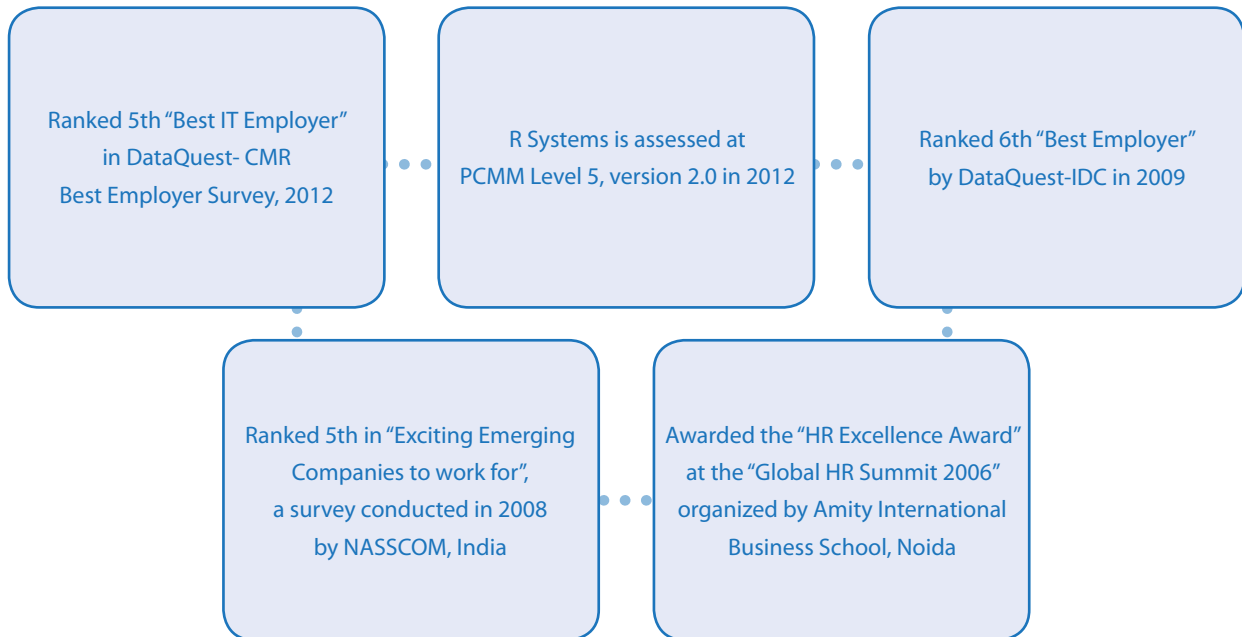 Ranked 5th “Best IT Employer”
in DataQuest- CMR
Best Employer Survey, 2012
R Systems is assessed at
PCMM Level 5, version 2.0 in 2012
Ranked 6th “Best Employer”
by DataQuest-IDC in 2009
Ranked 5th in “Exciting Emerging
Companies to work for”,
a survey conducted in 2008
by NASSCOM, India
Awarded the “HR Excellence Award”
at the “Global HR Summit 2006”
organized by Amity International
Business School, Noida